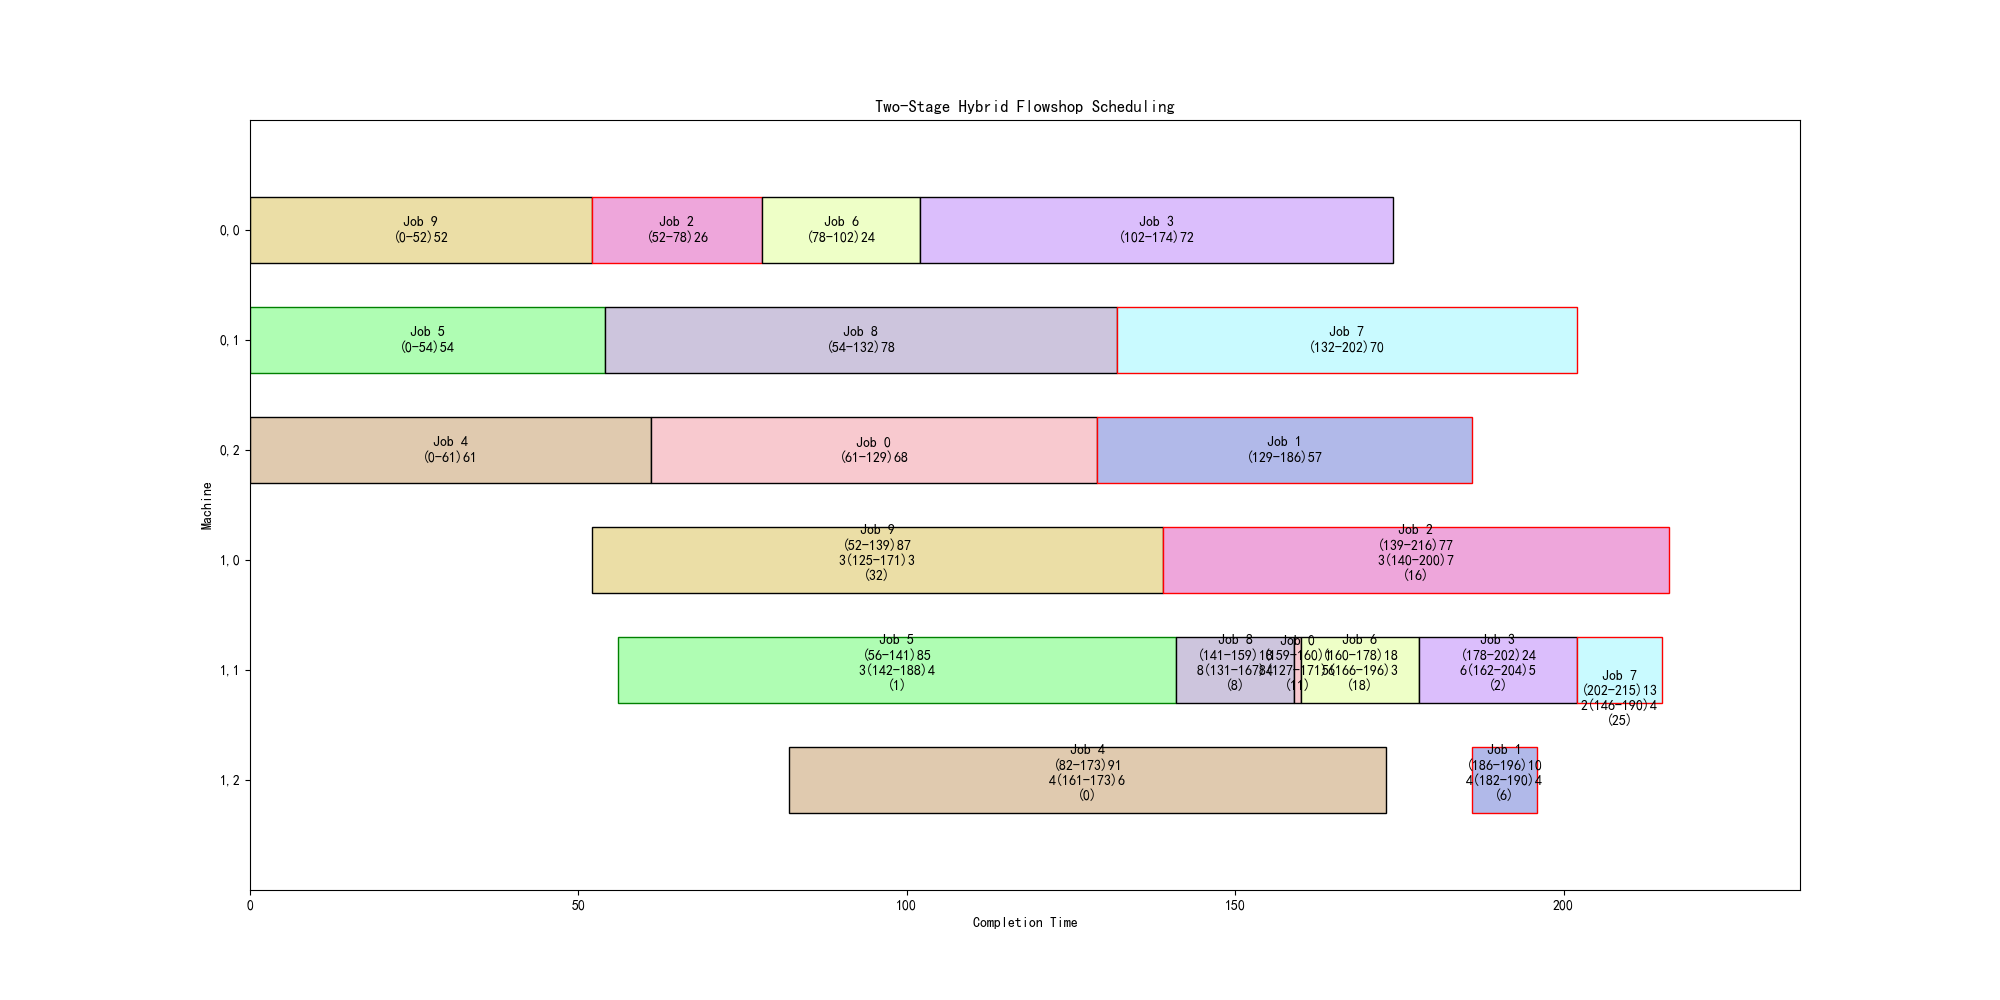 Two-Stage Hybrid Flowshop Scheduling
0,0
Job 9
(0-52)52
Job 2
(52-78)26
Job 6
(78-102)24
Job 3
(102-174)72
0,1
Job 5
(0-54)54
Job 8
(54-132)78
Job 7
(132-202)70
0,2
Job 4
(0-61)61
Job 0
(61-129)68
Job 1
(129-186)57
1,0
Job 9
(52-139)87
3(125-171)3
(32)
Job 2
(139-216)77
3(140-200)7
(16)
1,1
Job 5
(56-141)85
3(142-188)4
(1)
Job 8
(141-159)18
(8)
Job 0
(159-160)1
(11)
Job 6
(160-178)18
5(166-196)3
(18)
Job 3
(178-202)24
6(162-204)5
(2)
Job 7
(202-215)13
2(146-190)4
(25)
1,2
Job 4
(82-173)91
4(161-173)6
(0)
Job 1
(186-196)10
4(182-190)4
(6)
Machine
0
50
100
150
200
Completion Time